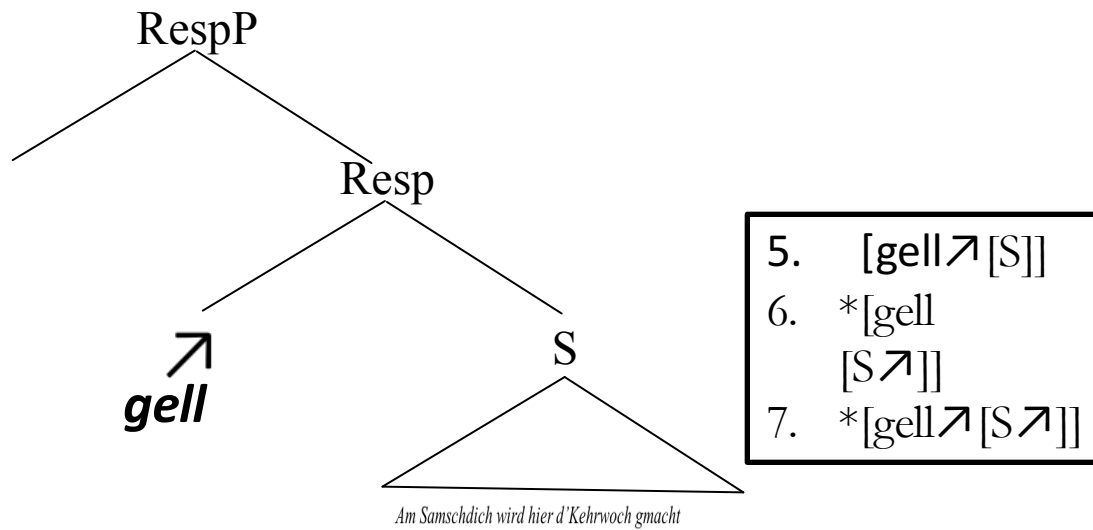 RespP
Resp
↗
gell
S
Am Samschdich wird hier d'Kehrwoch gmacht
5. [gell↗[S]]
6. *[gell
[S↗]]
7. *[gell↗[S↗]]